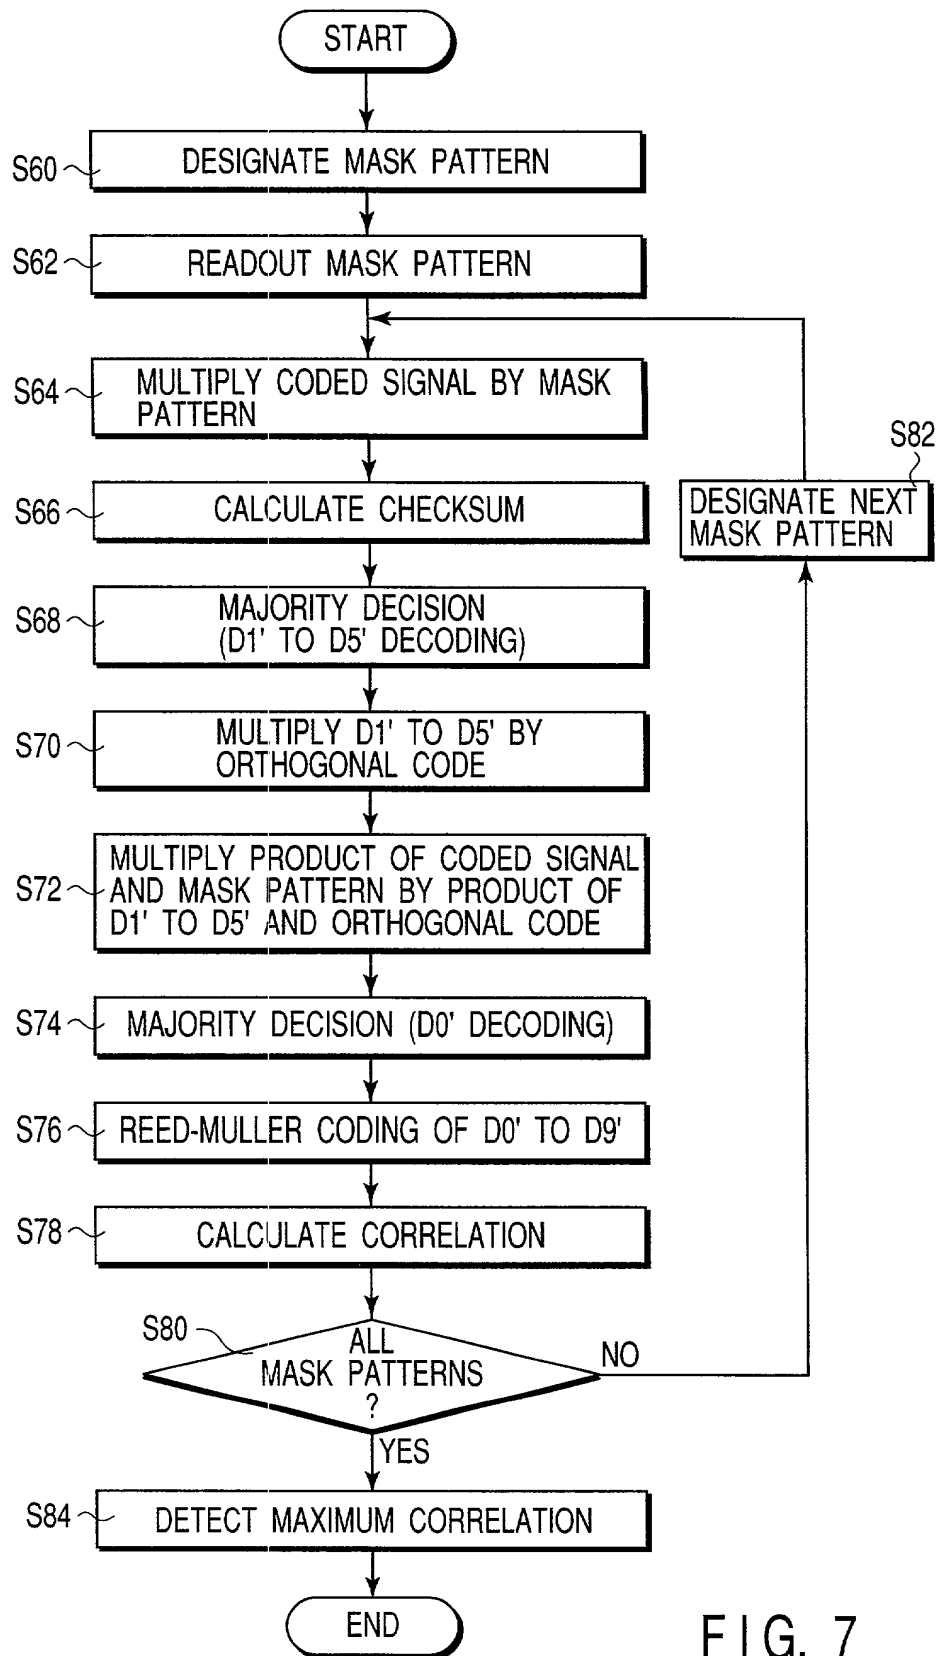 START
S60
DESIGNATE MASK PATTERN
S62
READOUT MASK PATTERN
S64
MULTIPLY CODED SIGNAL BY MASK
PATTERN
S82
DESIGNATE NEXT
MASK PATTERN
S66
CALCULATE CHECKSUM
S68
MAJORITY DECISION
(D1' TO D5' DECODING)
S70
MULTIPLY D1' TO D5' BY
ORTHOGONAL CODE
S72
MULTIPLY PRODUCT OF CODED SIGNAL
AND MASK PATTERN BY PRODUCT OF
D1' TO D5' AND ORTHOGONAL CODE
S74
MAJORITY DECISION (D0' DECODING)
S76
REED-MULLER CODING OF D0' TO D9'
S78
CALCULATE CORRELATION
S80
ALL
MASK PATTERNS
?
NO
YES
S84
DETECT MAXIMUM CORRELATION
END
FIG. 7